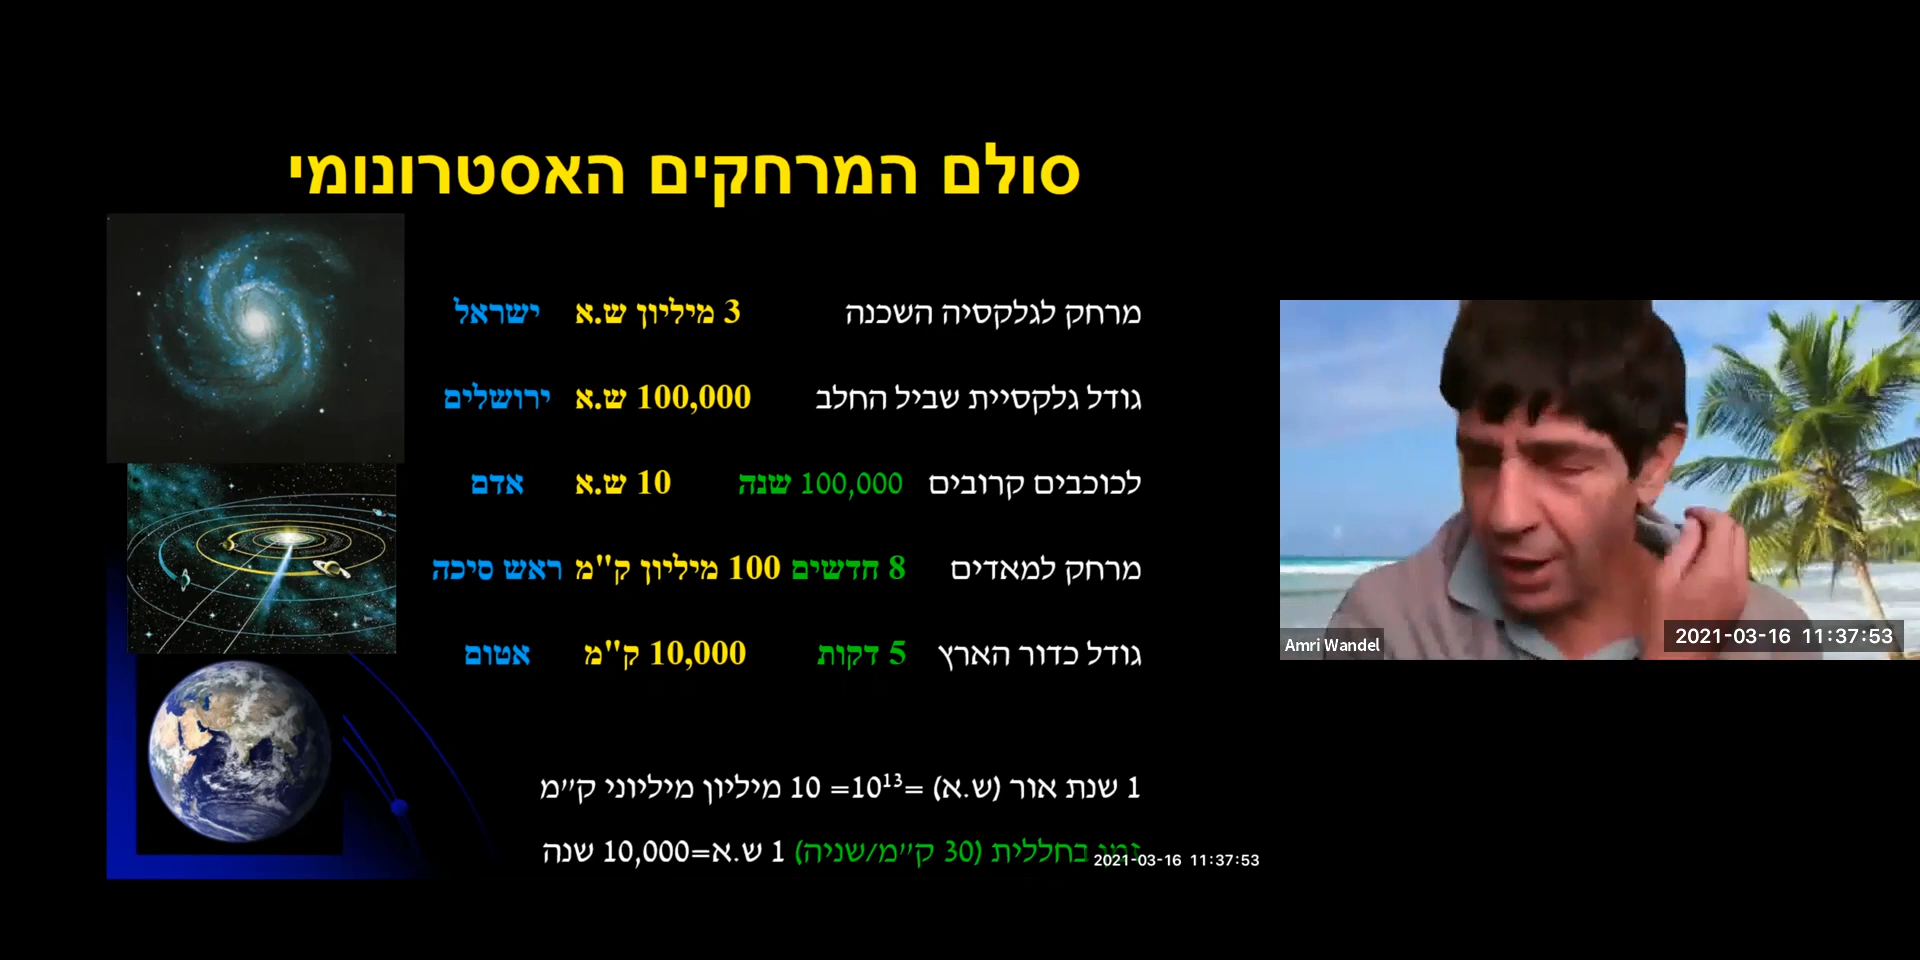 סולם המרחקים האסטרונומי
מרחק לגלקסיה השכנה 3 מיליון ש.א ישראל
גודל גלקסיית שביל החלב 100,000 ש.א ירושלים
לכוכבים קרובים 100,000 שנה 10 ש.א אדם
מרחק למאדים 8 חדשים 100 מיליון ק"מ ראש סיכה
גודל כדור הארץ 5 דקות 10,000 ק"מ אטום
1 שנת אור (ש.א) =10¹³= 10 מיליון מיליוני ק״מ
זמן בחללית (30 ק״מ/שניה) 1 ש.א=10,000 שנה
2021-03-16 11:37:53
Amri Wandel
2021-03-16 11:37:53